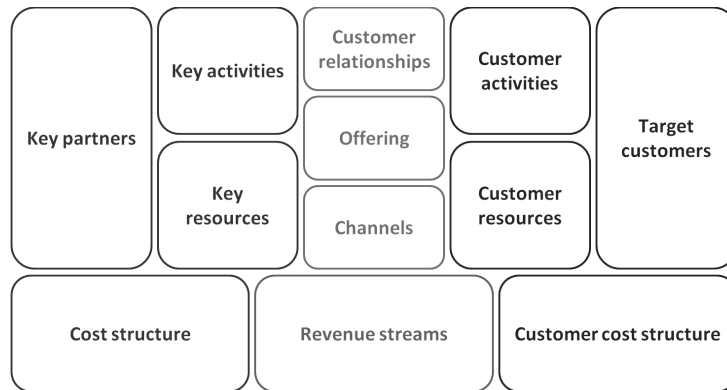 Key partners
Key activities
Key
resources
Customer
relationships
Offering
Channels
Customer
activities
Customer
resources
Target
customers
Cost structure
Revenue streams
Customer cost structure